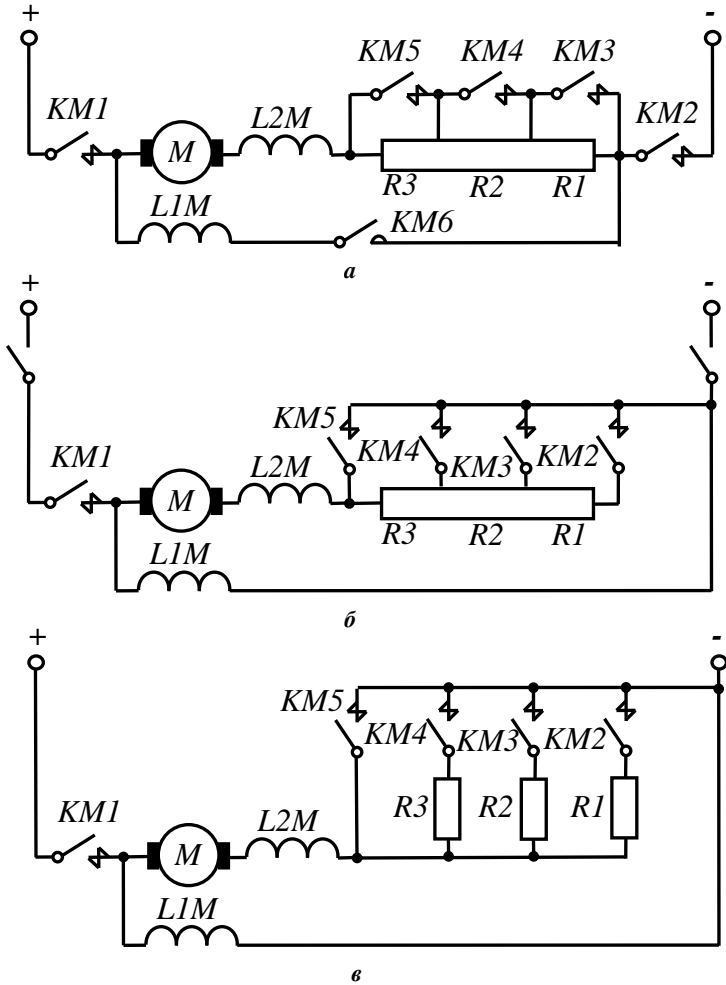 + -
KM5 KM4 KM3
KM1 L2M KM2
M
R3 R2 R1
L1M KM6
а
+ -
KM5
KM1 L2M KM4 KM3 KM2
M
R3 R2 R1
L1M
б
+ -
KM5
KM4 KM3 KM2
KM1 L2M R3 R2 R1
M
L1M
в